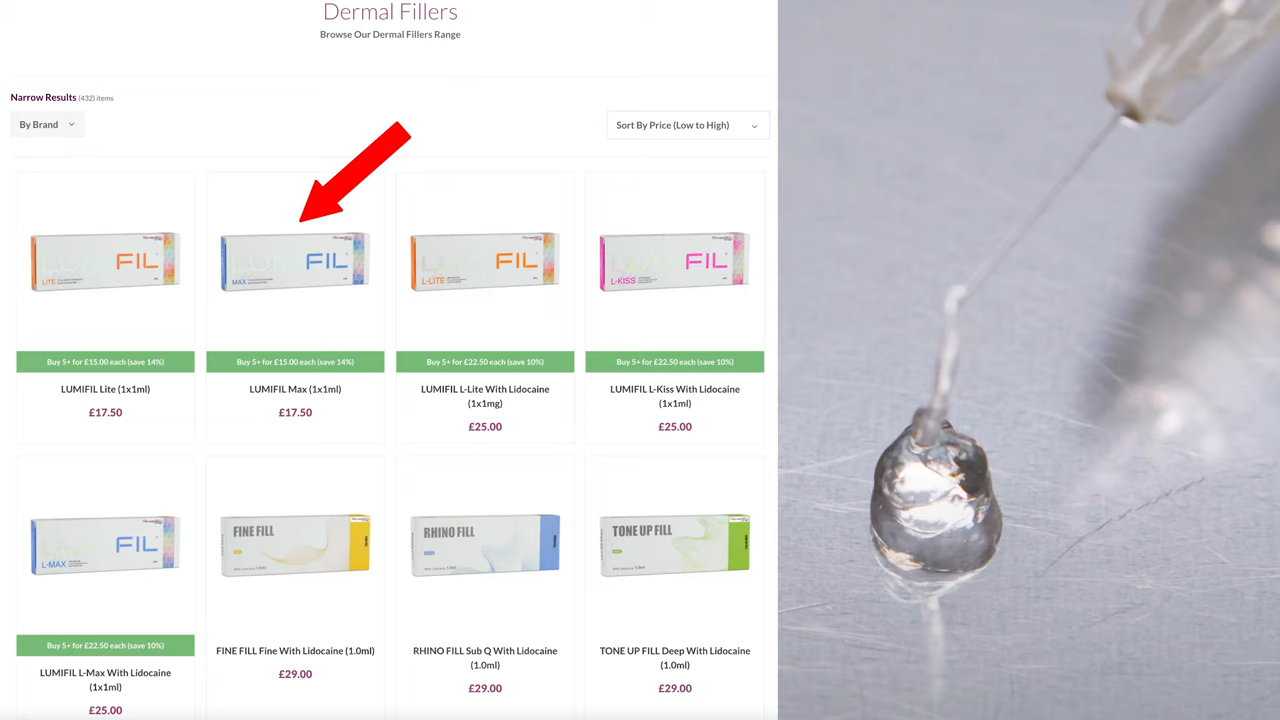 Dermal Fillers
Browse Our Dermal Fillers Range
Narrow Results (432) items
By Brand
Sort By Price (Low to High)
FIL
LITE
FIL
MAX
FIL
L-LITE
FIL
L-KISS
Buy 5+ for £15.00 each (save 14%)
Buy 5+ for £15.00 each (save 14%)
Buy 5+ for £22.50 each (save 10%)
Buy 5+ for £22.50 each (save 10%)
LUMIFIL Lite (1x1ml)
£17.50
LUMIFIL Max (1x1ml)
£17.50
LUMIFIL L-Lite With Lidocaine
(1x1mg)
£25.00
LUMIFIL L-Kiss With Lidocaine
(1x1ml)
£25.00
FIL
L-MAX
FINE FILL
RHINO FILL
TONE UP FILL
Buy 5+ for £22.50 each (save 10%)
LUMIFIL L-Max With Lidocaine
(1x1ml)
£25.00
FINE FILL Fine With Lidocaine (1.0ml)
£29.00
RHINO FILL Sub Q With Lidocaine
(1.0ml)
£29.00
TONE UP FILL Deep With Lidocaine
(1.0ml)
£29.00